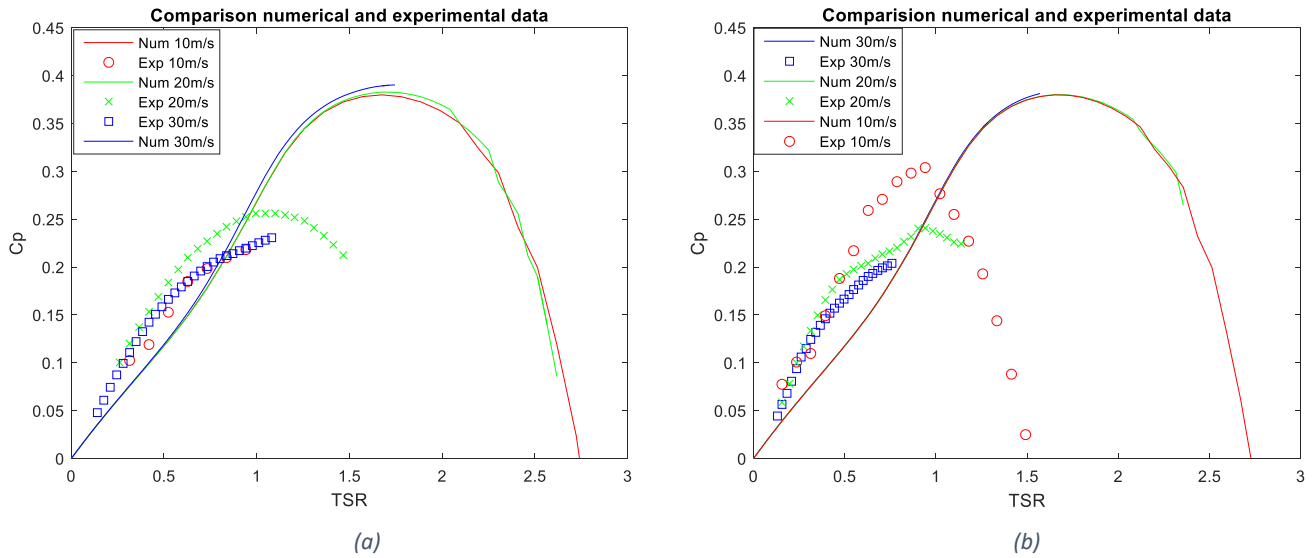 Comparison numerical and experimental data
0.45
0.4
0.35
0.3
0.25
0.2
0.15
0.1
0.05
0
Cp
Num 10m/s
Exp 10m/s
Num 20m/s
Exp 20m/s
Exp 30m/s
Num 30m/s
0 0.5 1 1.5 2 2.5 3
TSR
(a)
Comparision numerical and experimental data
0.45
0.4
0.35
0.3
0.25
0.2
0.15
0.1
0.05
0
Cp
Num 30m/s
Exp 30m/s
Num 20m/s
Exp 20m/s
Num 10m/s
Exp 10m/s
0 0.5 1 1.5 2 2.5 3
TSR
(b)